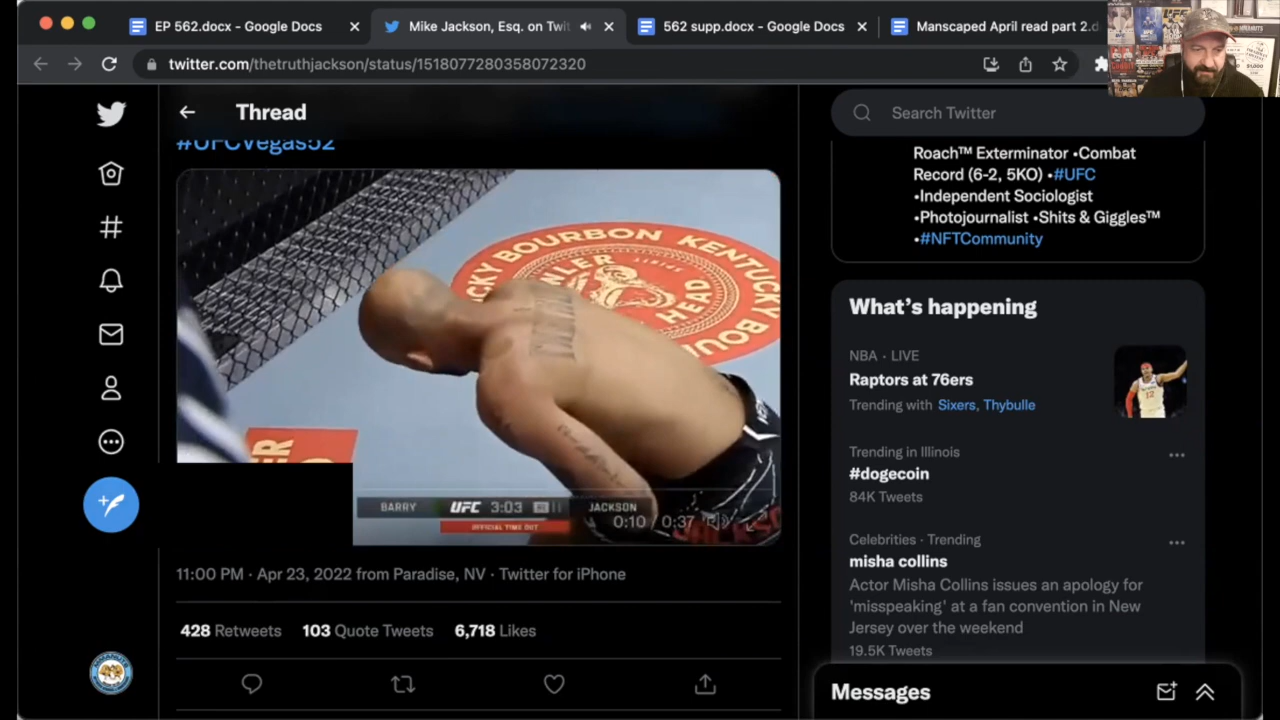 EP 562.docx - Google Docs
Mike Jackson, Esq. on Twit
562 supp.docx - Google Docs
Manscaped April read part 2.d
twitter.com/thetruthjackson/status/1518077280358072320
Thread
Search Twitter
#UFCVegas52
Roach™ Exterminator •Combat
Record (6-2, 5KO) •#UFC
•Independent Sociologist
•Photojournalist •Shits & Giggles™
•#NFTCommunity
KENTUCKY BOURBON KENTUCKY BOU
HEAD
BARRY UFC 3:03 JACKSON
OFFICIAL TIME OUT
0:10 / 0:37
11:00 PM · Apr 23, 2022 from Paradise, NV · Twitter for iPhone
428 Retweets 103 Quote Tweets 6,718 Likes
What's happening
NBA · LIVE
Raptors at 76ers
Trending with Sixers, Thybulle
Trending in Illinois
#dogecoin
84K Tweets
Celebrities · Trending
misha collins
Actor Misha Collins issues an apology for
'misspeaking' at a fan convention in New
Jersey over the weekend
19.5K Tweets
Messages